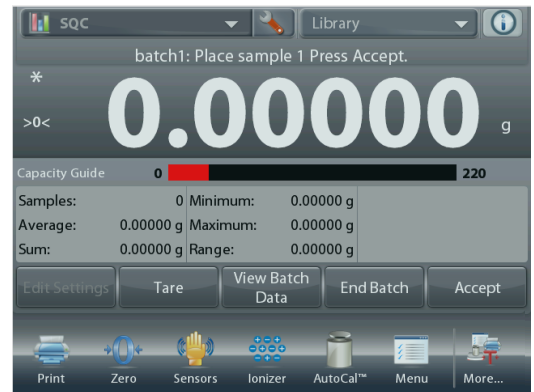 SQC Library
batch1: Place sample 1 Press Accept.
*
>0< 0.00000 g
Capacity Guide 0 220
Samples: 0 Minimum: 0.00000 g
Average: 0.00000 g Maximum: 0.00000 g
Sum: 0.00000 g Range: 0.00000 g
Edit Settings Tare View Batch Data End Batch Accept
Print Zero Sensors Ionizer AutoCal™ Menu More...